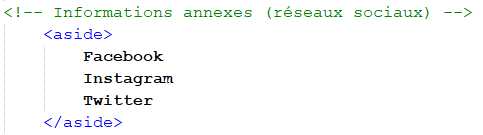 <!-- Informations annexes (réseaux sociaux) -->
<aside>
Facebook
Instagram
Twitter
</aside>